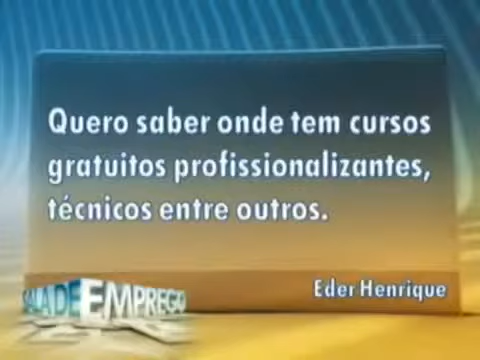 Quero saber onde tem cursos
gratuitos profissionalizantes,
técnicos entre outros.
Eder Henrique
SALA DE EMPREGO